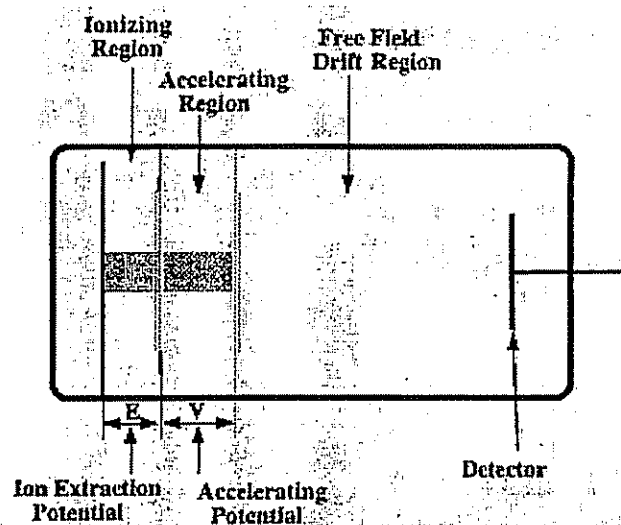 Ionizing
Region
Free Field
Drift Region
Accelerating
Region
E
V
Ion Extraction
Potential
Accelerating
Potential
Detector